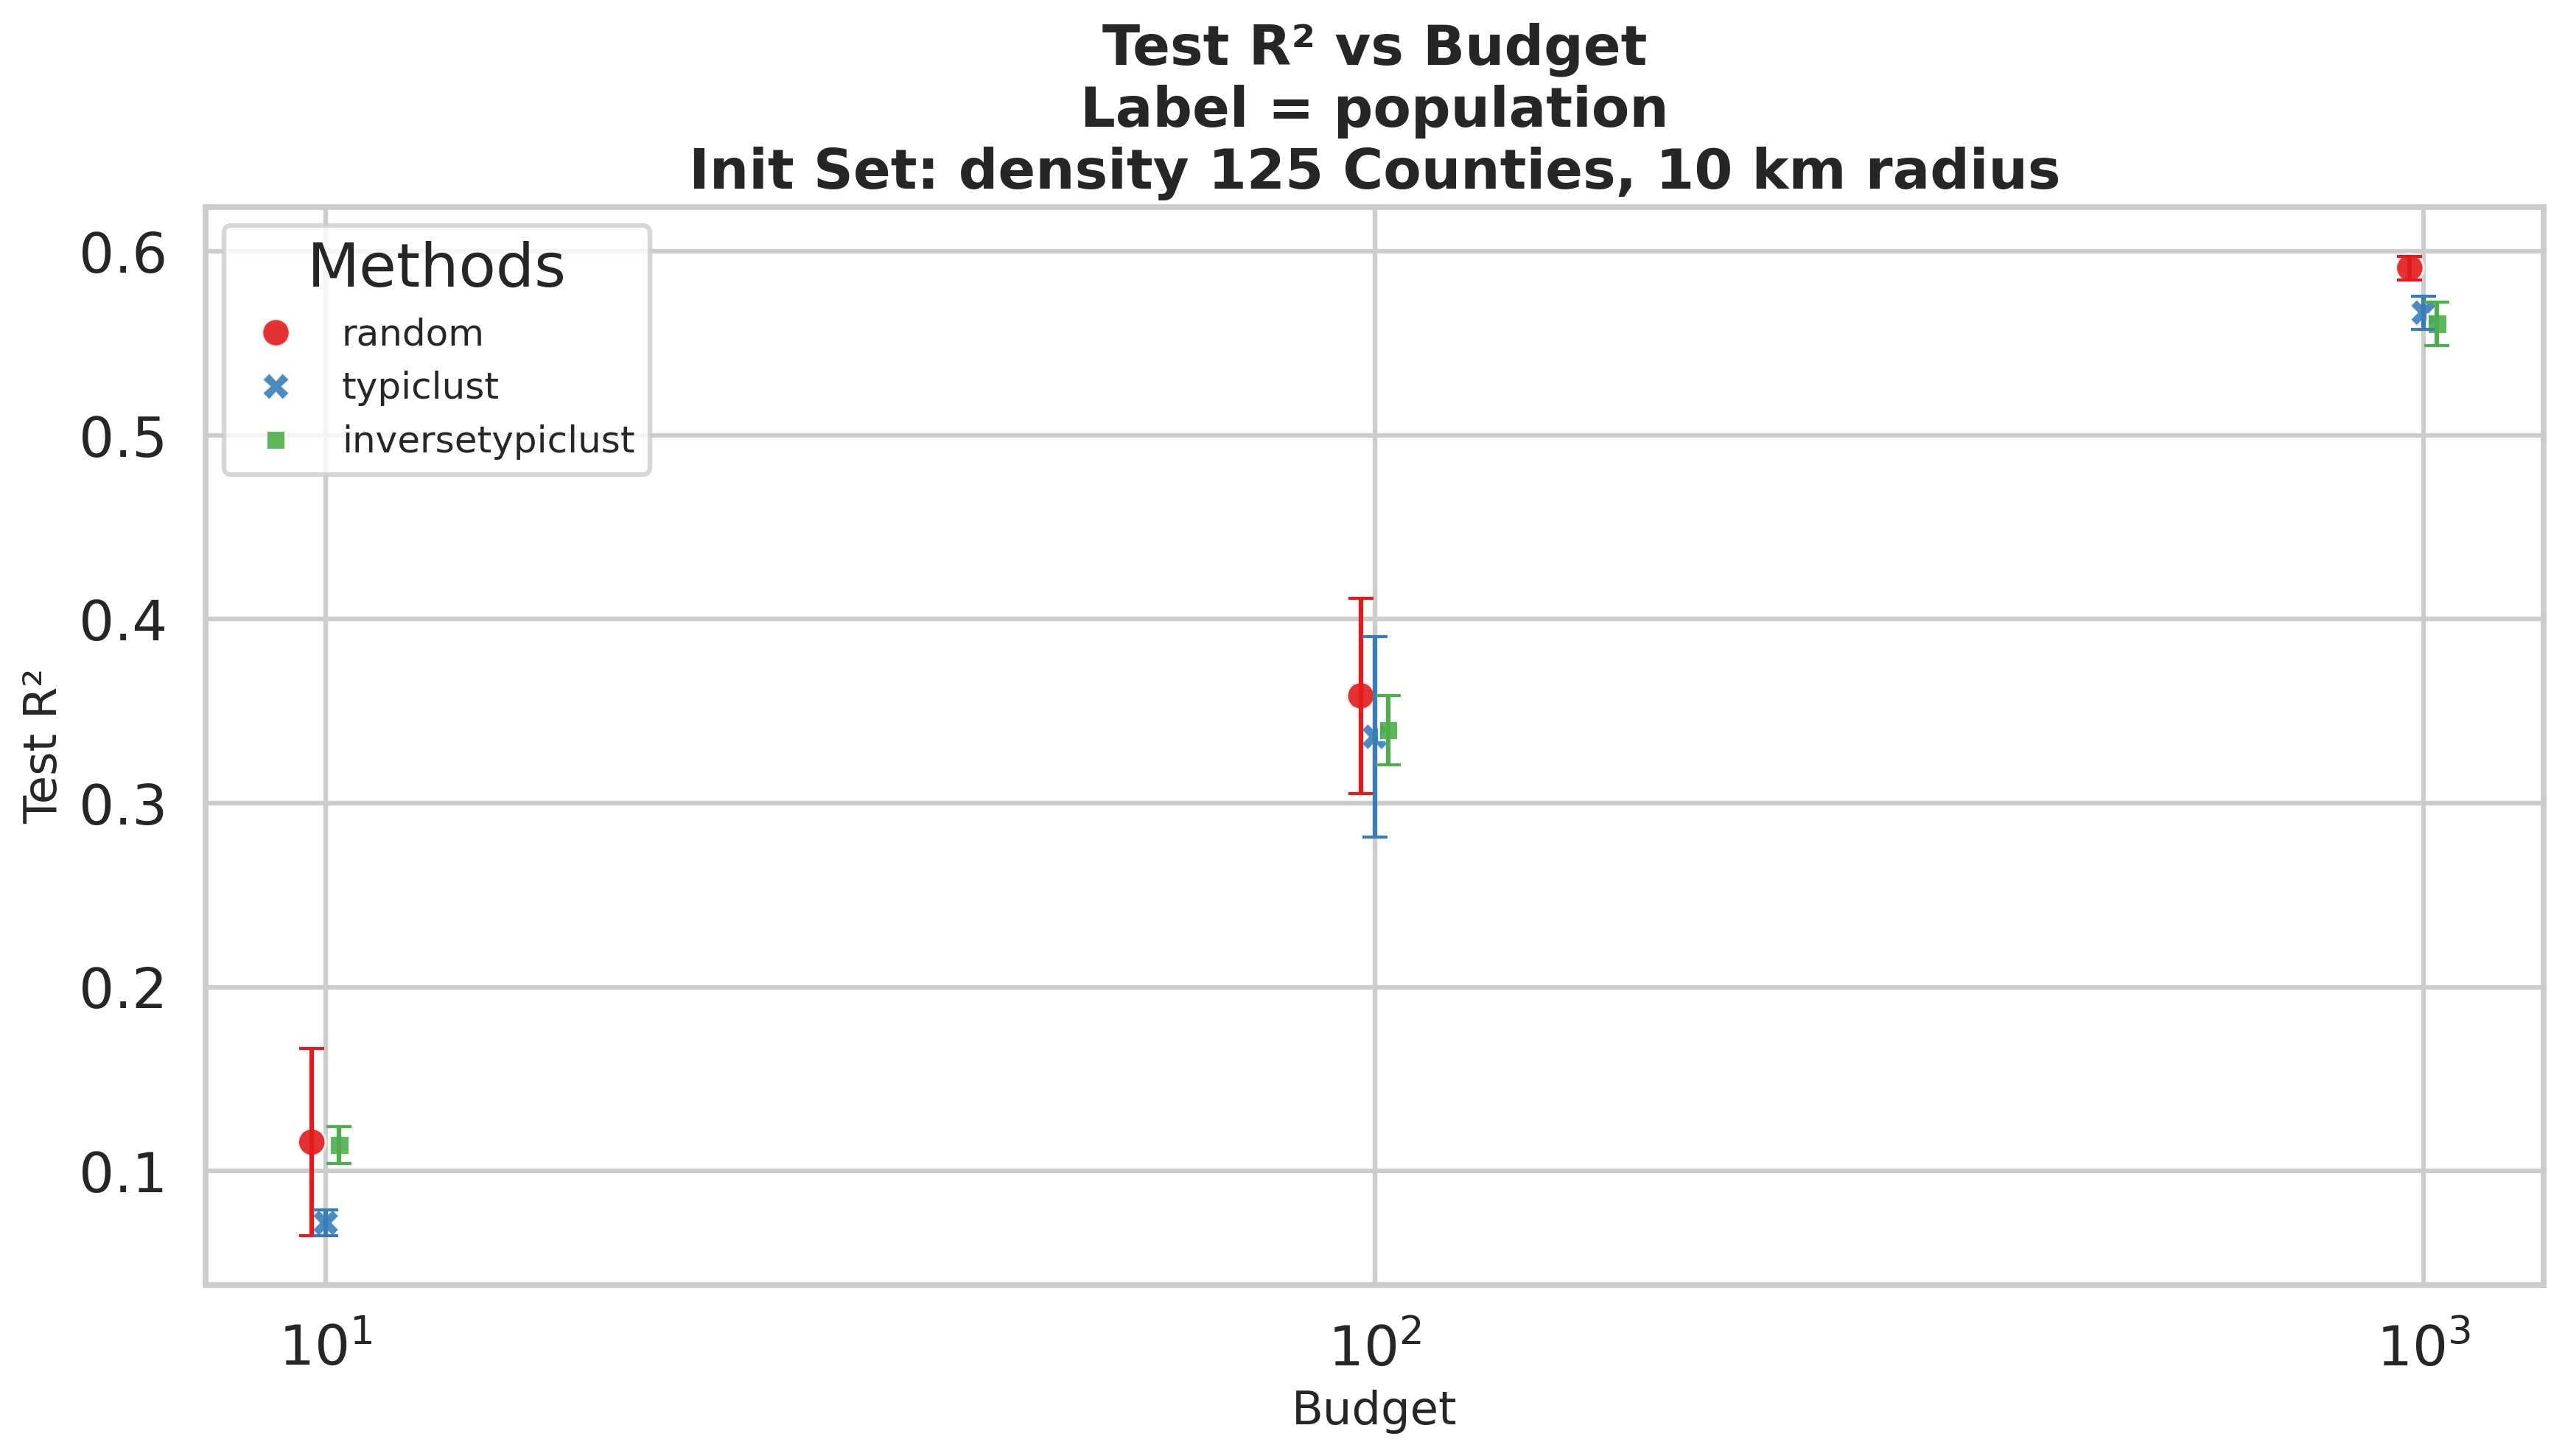 Test R² vs Budget
Label = population
Init Set: density 125 Counties, 10 km radius
Methods
random
typiclust
inversetypiclust
0.6
0.5
0.4
0.3
0.2
0.1
Test R²
10¹ 10² 10³
Budget